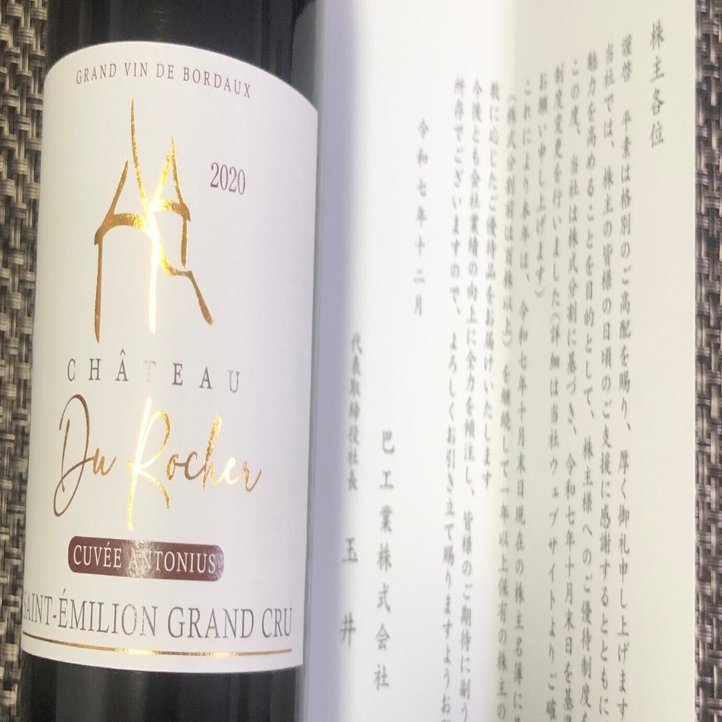 GRAND VIN DE BORDAUX
2020
CHÂTEAU
Du Rocher
CUVÉE ANTONIUS
SAINT-ÉMILION GRAND CRU
株主各位
謹啓 平素は格別のご高配を賜り、厚く御礼申し上げます
当社では、株主の皆様の日頃のご支援に感謝するとともに
魅力を高めることを目的として、株主様へのご優待制度
この度、当社は株式分割に基づき、令和七年十月末日を基
制度変更を行いました(詳細は当社ウェブサイトよりご確
お願い申し上げます)
これにより本年は、令和七年十月末日現在の株主名簿に
(株式分割前は百株以上)を継続して一年以上保有の株主の
数に応じたご優待品をお届けいたします
今後とも会社業績の向上に全力を傾注し、皆様のご期待に副う
所存でございますので、よろしくお引き立て賜りますようお
令和七年十二月
巴工業株式会社
代表取締役社長 玉井